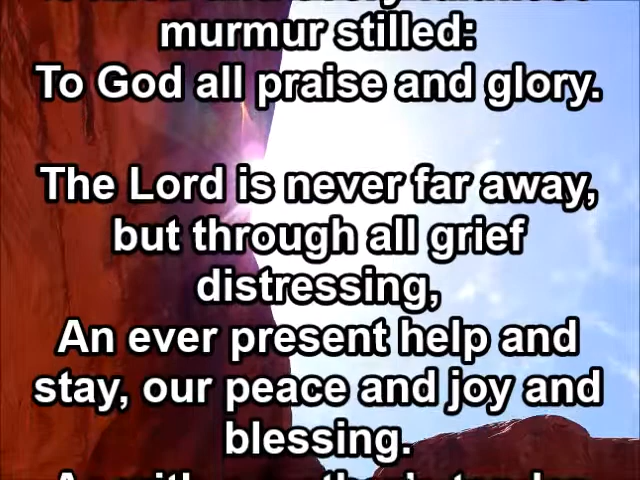 murmur stilled:
To God all praise and glory.
The Lord is never far away,
but through all grief
distressing,
An ever present help and
stay, our peace and joy and
blessing.